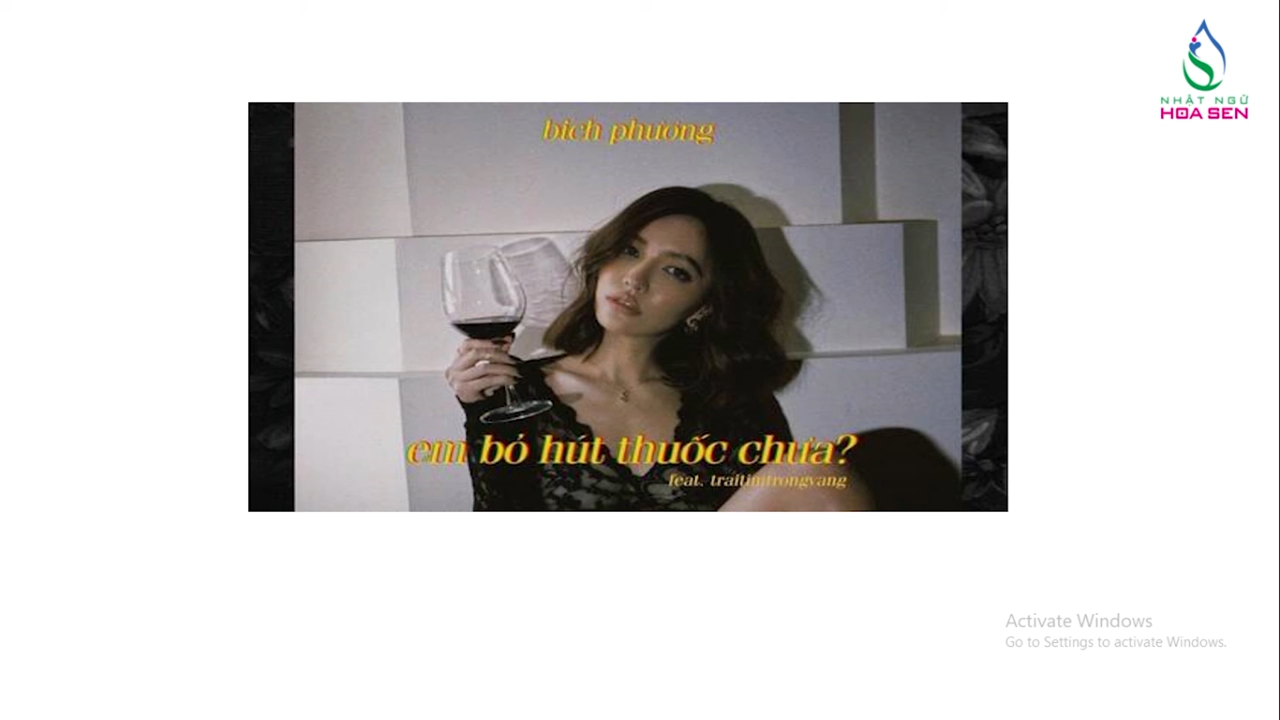 NHẬT NGỮ
HOA SEN
bích phương
em bỏ hút thuốc chưa?
feat. traitimtrongvang
Activate Windows
Go to Settings to activate Windows.